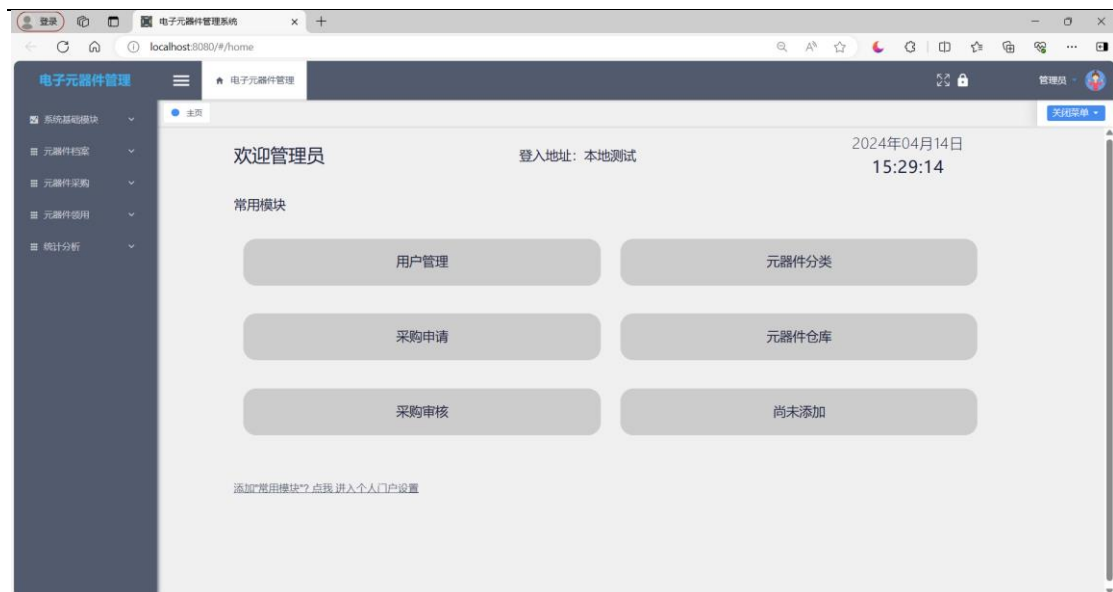 登录
电子元器件管理系统
localhost:8080/#/home
电子元器件管理
电子元器件管理
管理员
系统基础模块
主页
关闭菜单
元器件档案
元器件采购
元器件领用
统计分析
欢迎管理员
登入地址：本地测试
2024年04月14日
15:29:14
常用模块
用户管理
元器件分类
采购申请
元器件仓库
采购审核
尚未添加
添加"常用模块"? 点我 进入个人门户设置